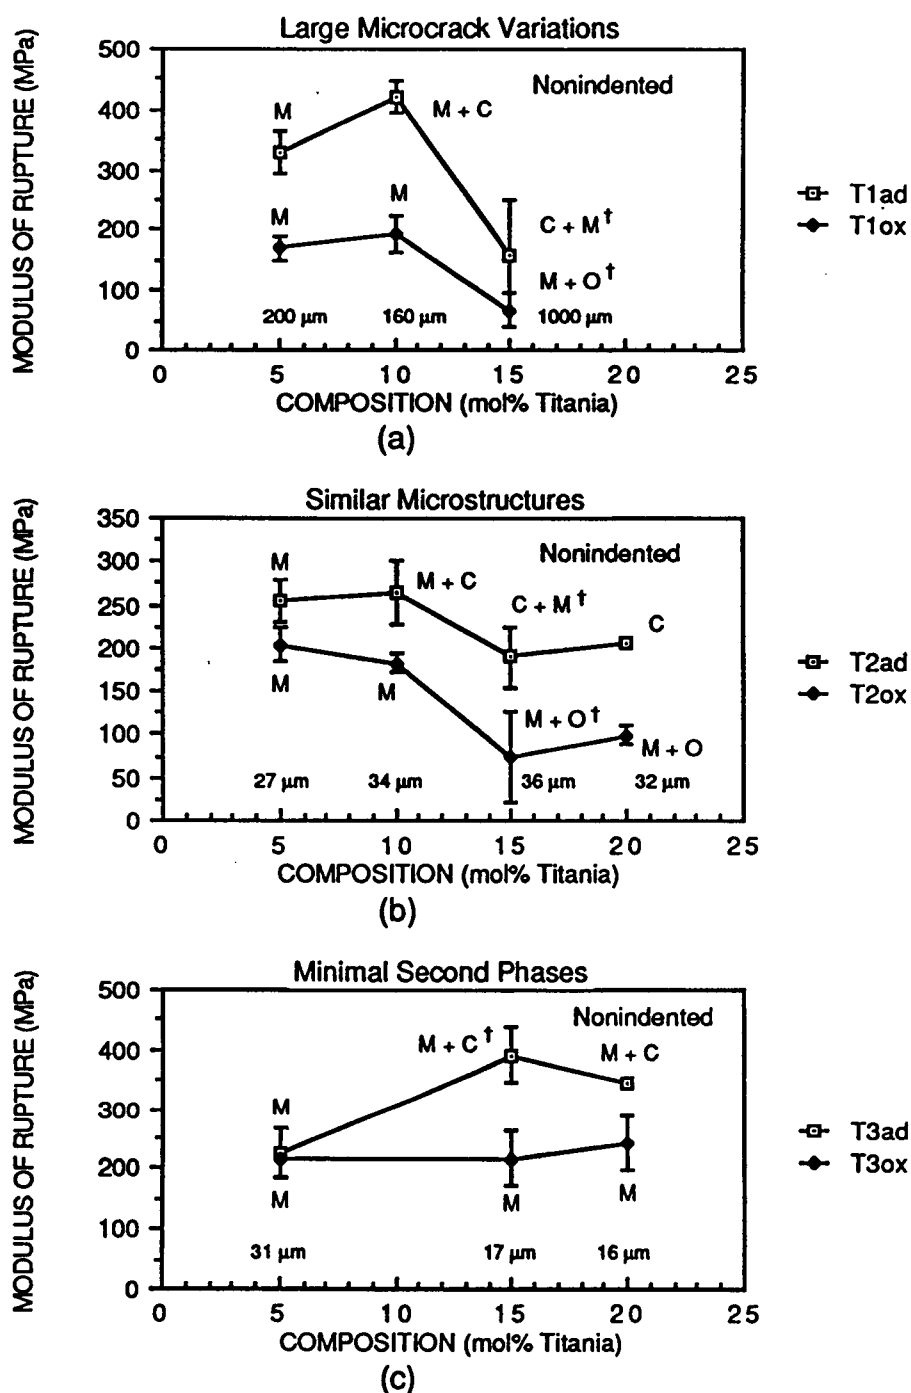 Large Microcrack Variations
MODULUS OF RUPTURE (MPa)
500
400
300
200
100
0
Nonindented
M
M + C
M
M
C + M†
M + O†
200 µm
160 µm
1000 µm
T1ad
T1ox
0 5 10 15 20 25
COMPOSITION (mol% Titania)
(a)
Similar Microstructures
MODULUS OF RUPTURE (MPa)
350
300
250
200
150
100
50
0
Nonindented
M
M + C
C + M†
C
M
M
M + O†
M + O
27 µm
34 µm
36 µm
32 µm
T2ad
T2ox
0 5 10 15 20 25
COMPOSITION (mol% Titania)
(b)
Minimal Second Phases
MODULUS OF RUPTURE (MPa)
500
400
300
200
100
0
Nonindented
M + C†
M + C
M
M
M
M
31 µm
17 µm
16 µm
T3ad
T3ox
0 5 10 15 20 25
COMPOSITION (mol% Titania)
(c)